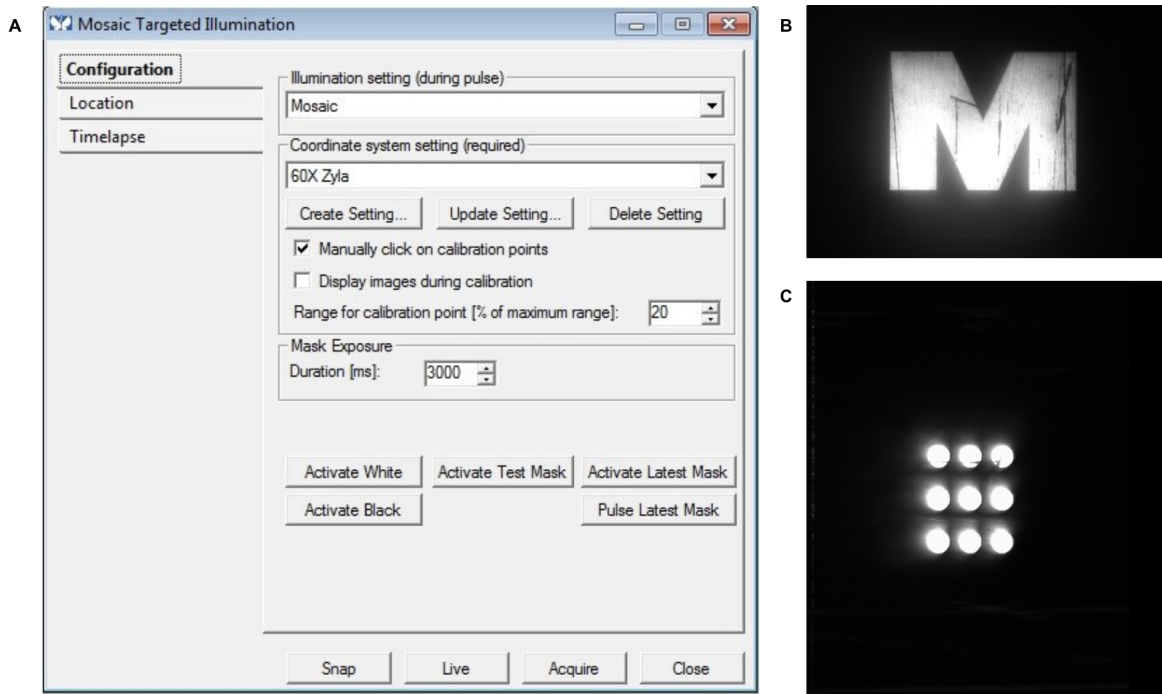 A
Mosaic Targeted Illumination
Configuration
Location
Timelapse
Illumination setting (during pulse)
Mosaic
Coordinate system setting (required)
60X Zyla
Create Setting...
Update Setting...
Delete Setting
Manually click on calibration points
Display images during calibration
Range for calibration point [% of maximum range]:
20
Mask Exposure
Duration [ms]:
3000
Activate White
Activate Test Mask
Activate Latest Mask
Activate Black
Pulse Latest Mask
Snap
Live
Acquire
Close
B
M
C